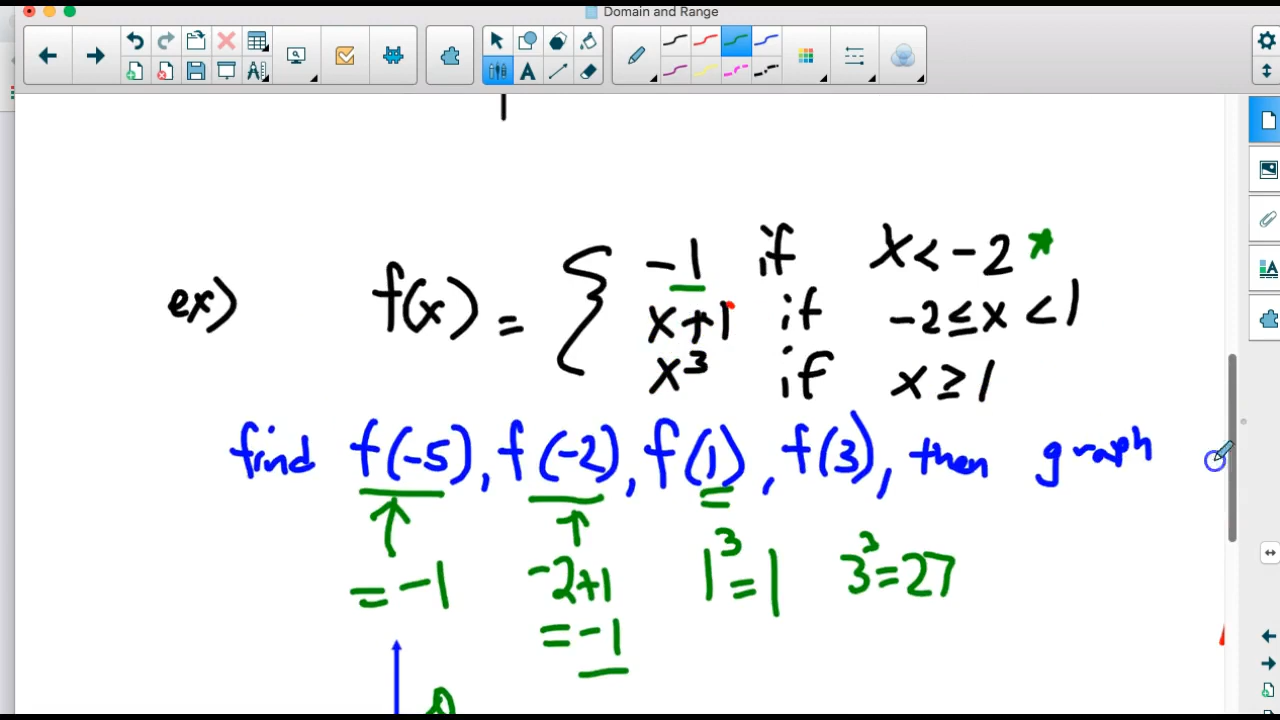 Domain and Range
ex) f(x) = { -1 if x < -2 *
x+1 if -2 ≤ x < 1
x³ if x ≥ 1
find f(-5), f(-2), f(1), f(3), then graph
= -1 -2+1 1³ = 1 3³ = 27
= -1